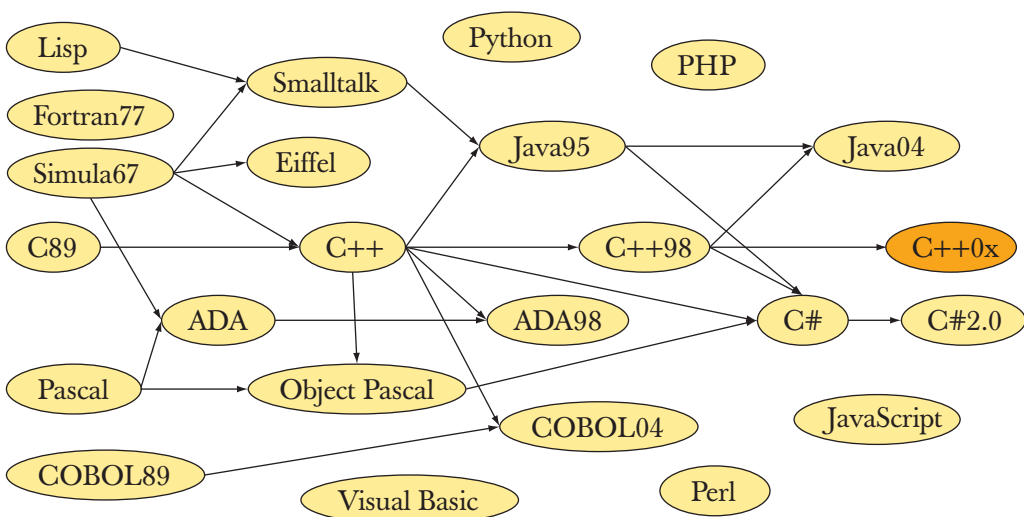 Lisp
Python
PHP
Smalltalk
Fortran77
Java95
Java04
Eiffel
Simula67
C89
C++
C++98
C++0x
ADA
ADA98
C#
C#2.0
Pascal
Object Pascal
JavaScript
COBOL04
COBOL89
Visual Basic
Perl